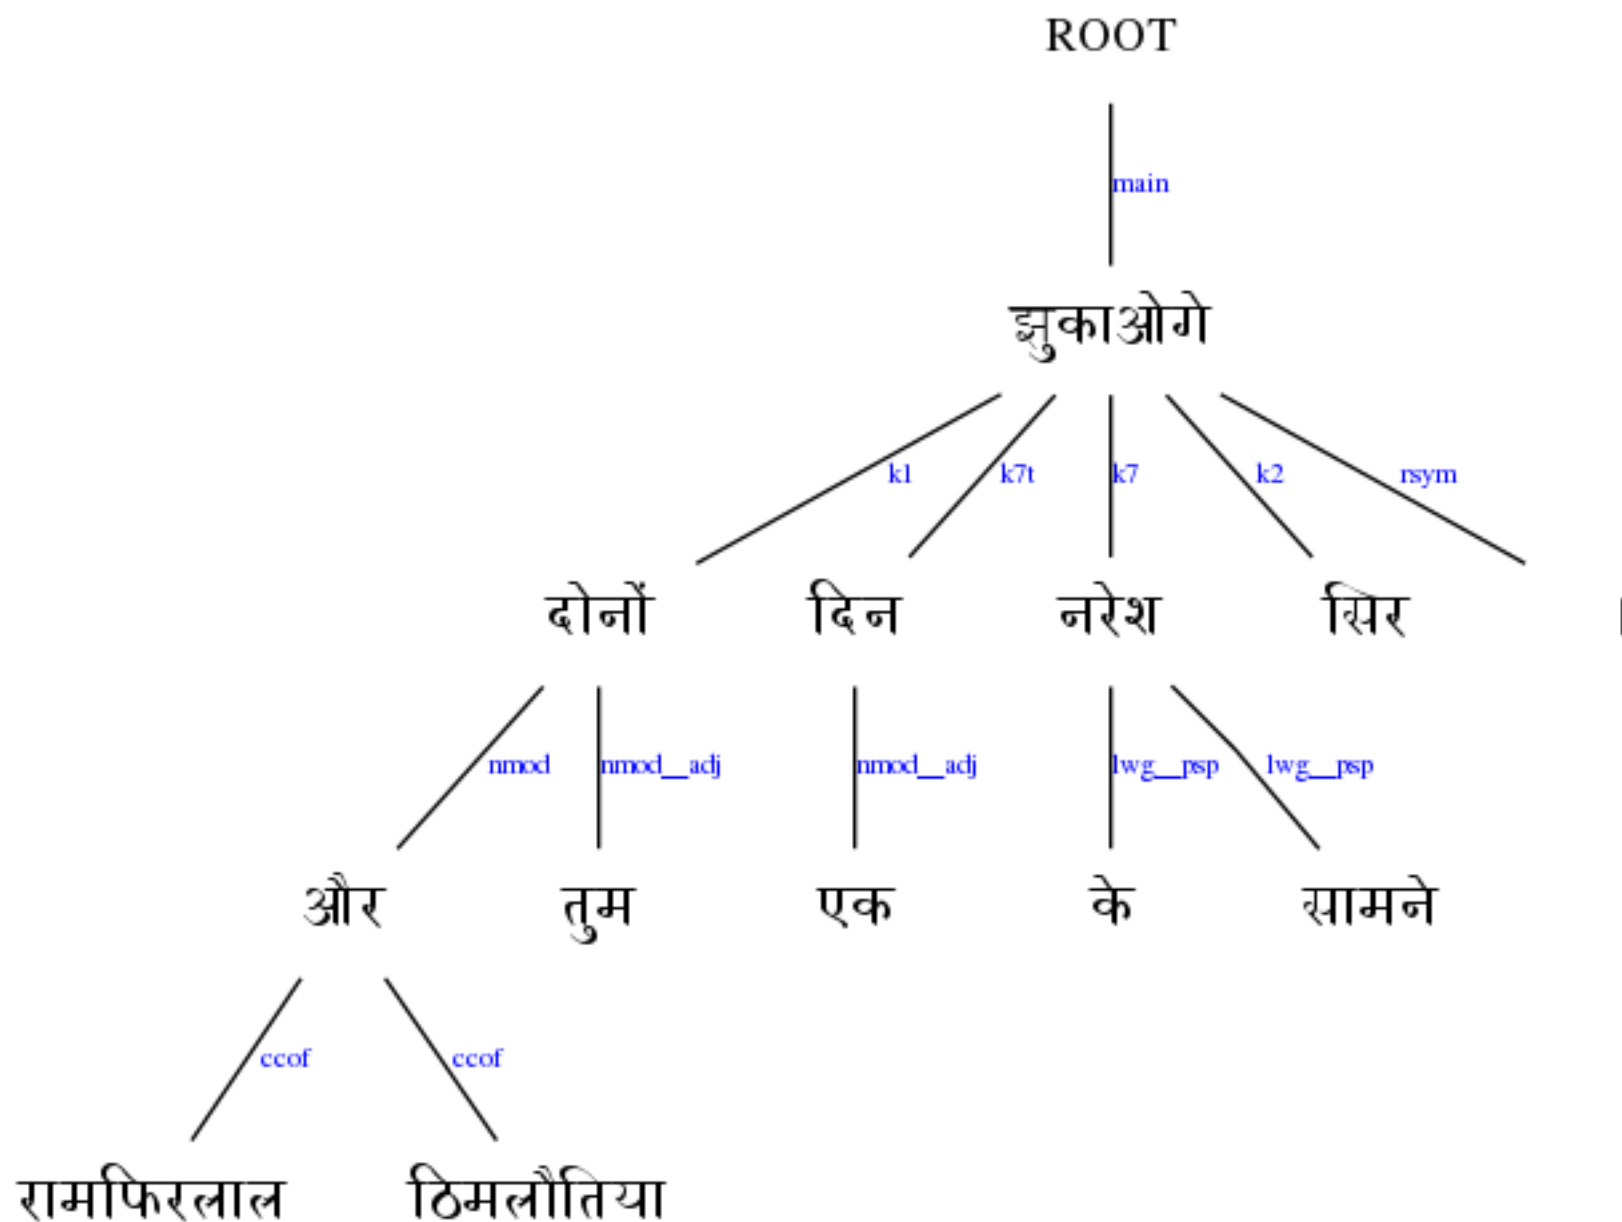 ROOT
main
झुकाओगे
k1 k7t k7 k2 rsym
दोनों दिन नरेश सिर ।
nmod nmod__adj nmod__adj lwg__psp lwg__psp
और तुम एक के सामने
ccof ccof
रामफिरलाल ठिमलौतिया